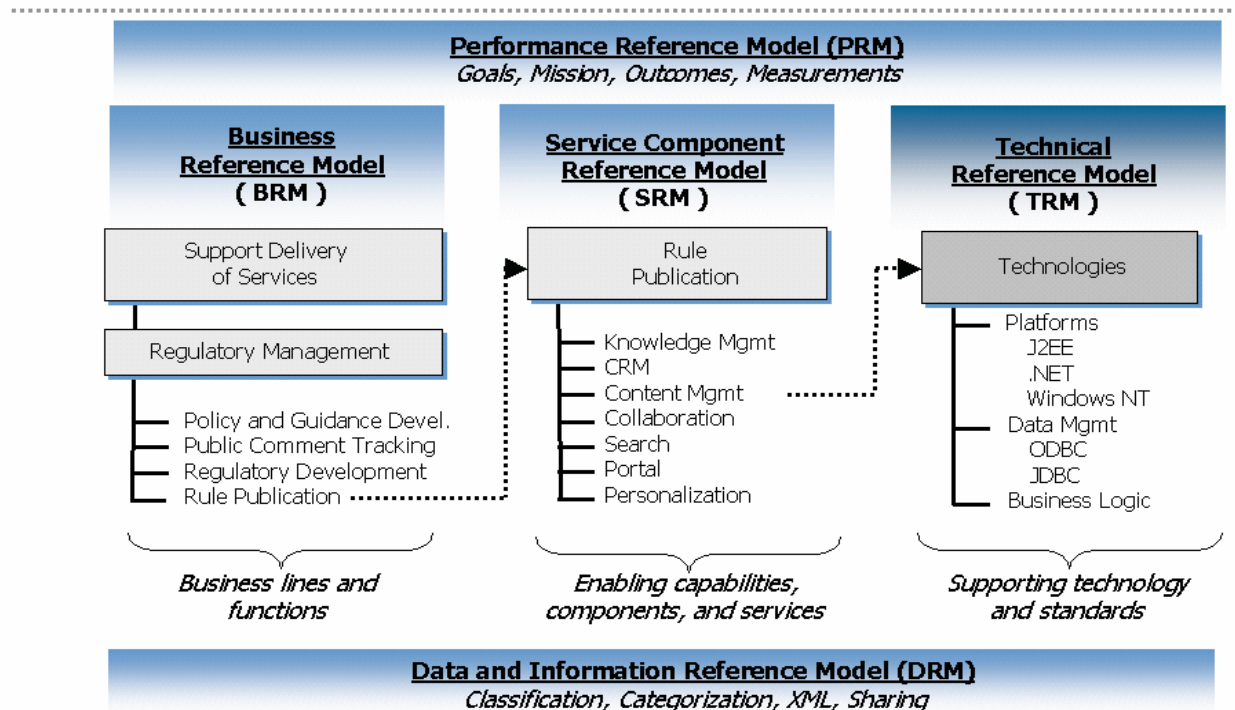 Performance Reference Model (PRM)
Goals, Mission, Outcomes, Measurements
Business
Reference Model
( BRM )
Support Delivery
of Services
Regulatory Management
Policy and Guidance Devel.
Public Comment Tracking
Regulatory Development
Rule Publication
Business lines and
functions
Service Component
Reference Model
( SRM )
Rule
Publication
Knowledge Mgmt
CRM
Content Mgmt
Collaboration
Search
Portal
Personalization
Enabling capabilities,
components, and services
Technical
Reference Model
( TRM )
Technologies
Platforms
J2EE
.NET
Windows NT
Data Mgmt
ODBC
JDBC
Business Logic
Supporting technology
and standards
Data and Information Reference Model (DRM)
Classification, Categorization, XML, Sharing